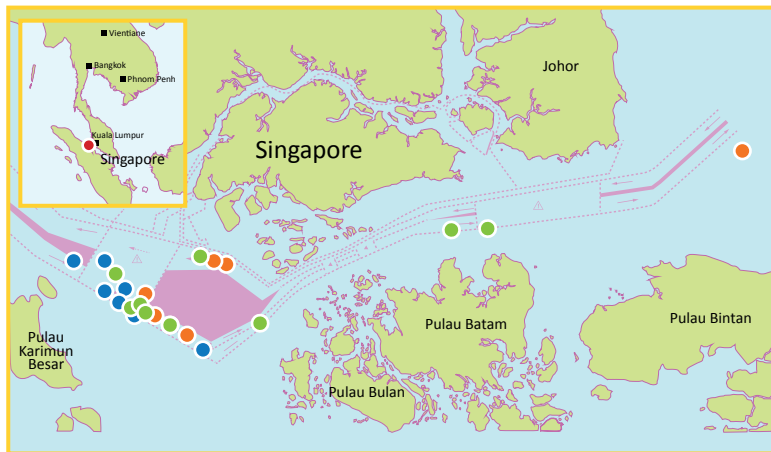 Vientiane
Bangkok
Phnom Penh
Kuala Lumpur
Singapore
Johor
Singapore
Pulau
Karimun
Besar
Pulau Batam
Pulau Bintan
Pulau Bulan